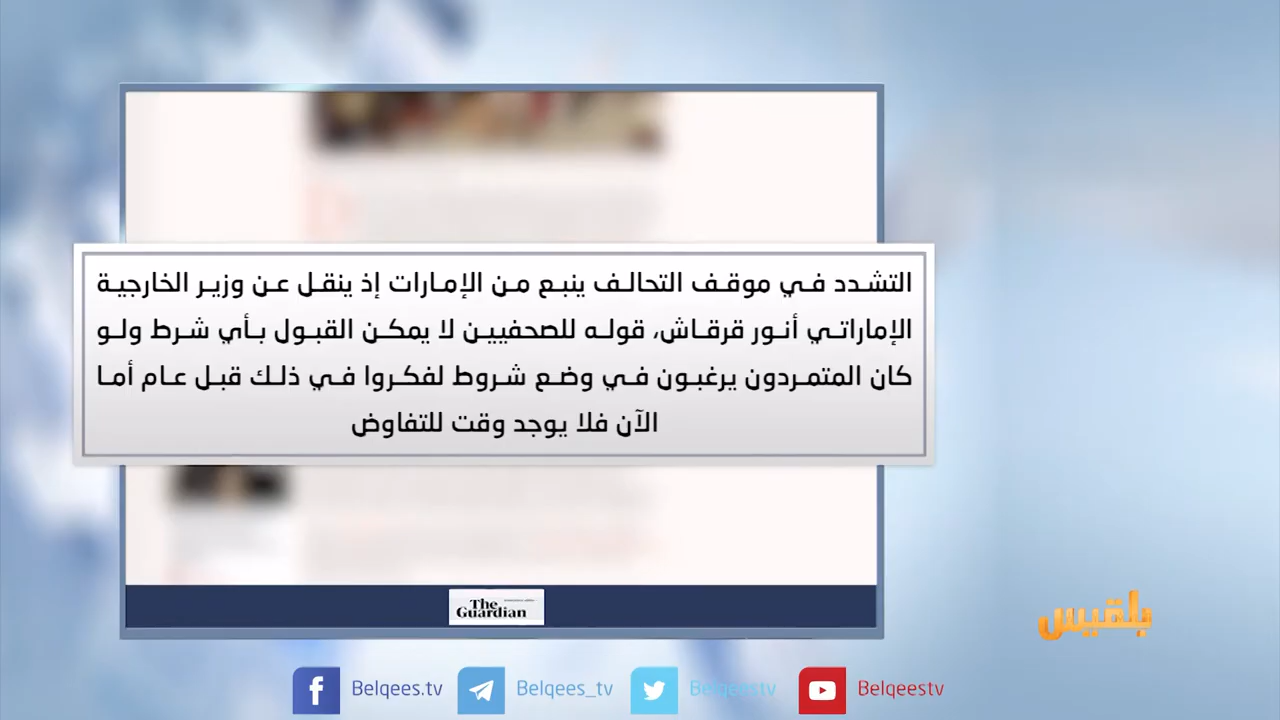 التشدد في موقف التحالف ينبع من الإمارات إذ ينقل عن وزير الخارجية
الإماراتي أنور قرقاش، قوله للصحفيين لا يمكن القبول بأي شرط ولو
كان المتمردون يرغبون في وضع شروط لفكروا في ذلك قبل عام أما
الآن فلا يوجد وقت للتفاوض
The
Guardian
بلقيس
Belqees.tv
Belqees_tv
Belqeestv
Belqeestv